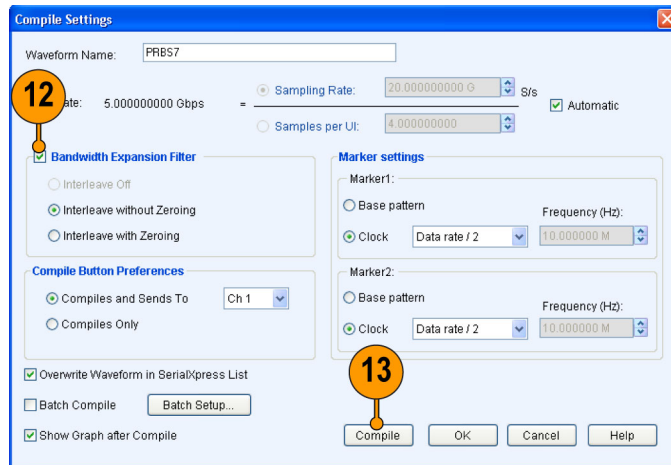 Compile Settings
Waveform Name: PRBS7
12
ate: 5.000000000 Gbps = Sampling Rate: 20.000000000 G S/s
Samples per UI: 4.000000000
Automatic
Bandwidth Expansion Filter
Interleave Off
Interleave without Zeroing
Interleave with Zeroing
Marker settings
Marker1:
Base pattern
Frequency (Hz):
Clock Data rate / 2 10.000000 M
Compile Button Preferences
Compiles and Sends To Ch 1
Compiles Only
Marker2:
Base pattern
Frequency (Hz):
Clock Data rate / 2 10.000000 M
Overwrite Waveform in SerialXpress List
Batch Compile Batch Setup...
Show Graph after Compile
13
Compile OK Cancel Help